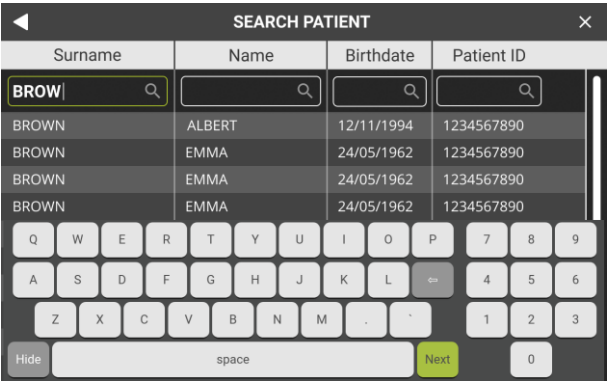 SEARCH PATIENT
Surname Name Birthdate Patient ID
BROW
BROWN ALBERT 12/11/1994 1234567890
BROWN EMMA 24/05/1962 1234567890
BROWN EMMA 24/05/1962 1234567890
BROWN EMMA 24/05/1962 1234567890
Q W E R T Y U I O P 7 8 9
A S D F G H J K L ⇦ 4 5 6
Z X C V B N M . ` 1 2 3
Hide space Next 0